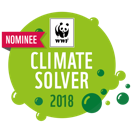 NOMINEE
WWF
CLIMATE
SOLVER
2018